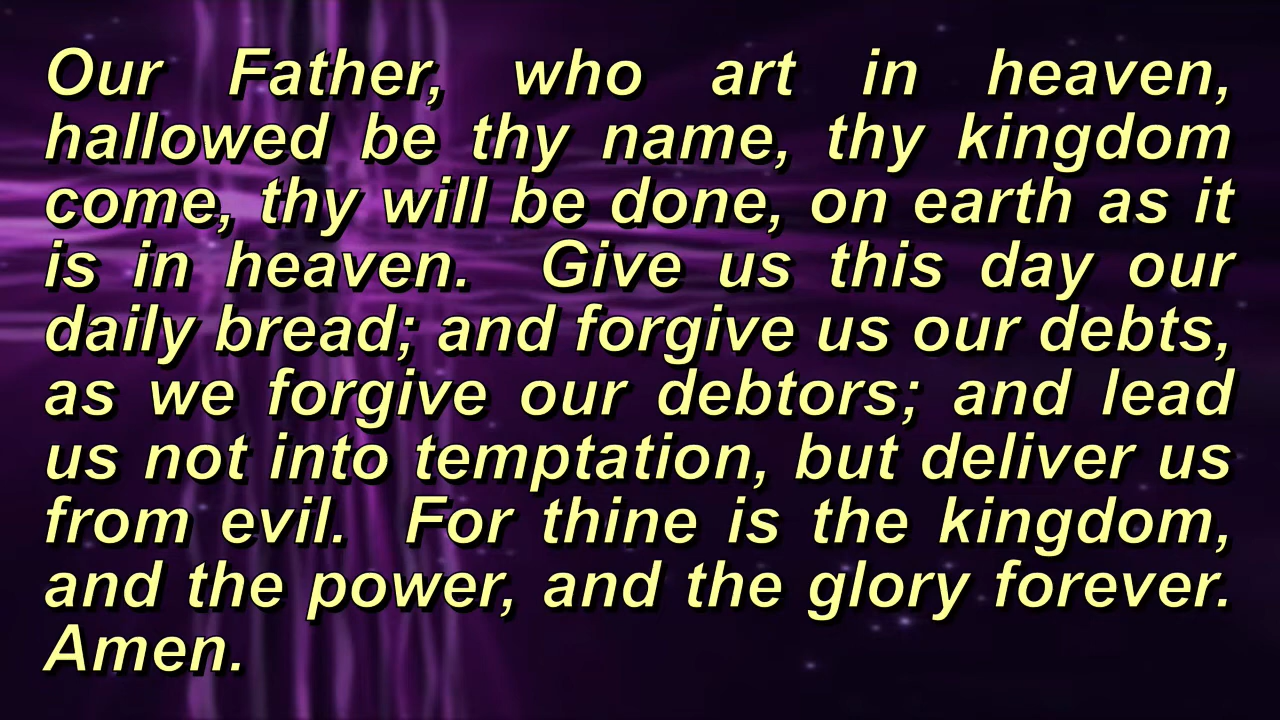 Our Father, who art in heaven,
hallowed be thy name, thy kingdom
come, thy will be done, on earth as it
is in heaven.  Give us this day our
daily bread; and forgive us our debts,
as we forgive our debtors; and lead
us not into temptation, but deliver us
from evil.  For thine is the kingdom,
and the power, and the glory forever.
Amen.